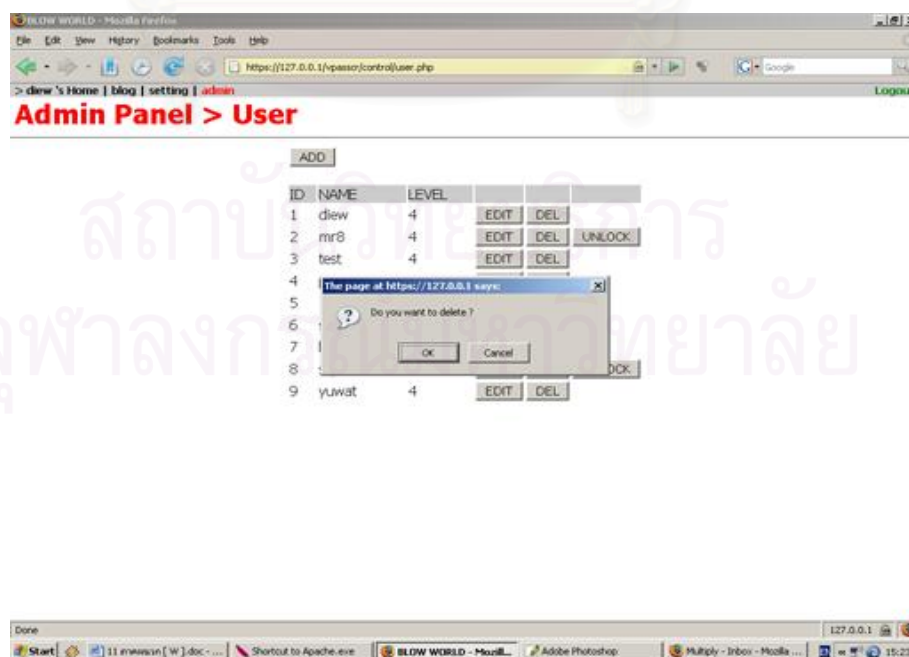 BLOW WORLD - Mozilla Firefox
File Edit View History Bookmarks Tools Help
https://127.0.0.1/vpassor/control/user.php
Google
> diew 's Home | blog | setting | admin
Admin Panel > User
ADD
ID NAME LEVEL
1 diew 4 EDIT DEL
2 mr8 4 EDIT DEL UNLOCK
3 test 4 EDIT DEL
4
The page at https://127.0.0.1 says:
5
Do you want to delete ?
6
7
OK Cancel
8
9 yuwat 4 EDIT DEL
สถาบันวิทยบริการ
จุฬาลงกรณ์มหาวิทยาลัย
Done 127.0.0.1
Start Shortcut to Apache.exe BLOW WORLD - Mozill... Adobe Photoshop Multiply - Inbox - Mozilla ...